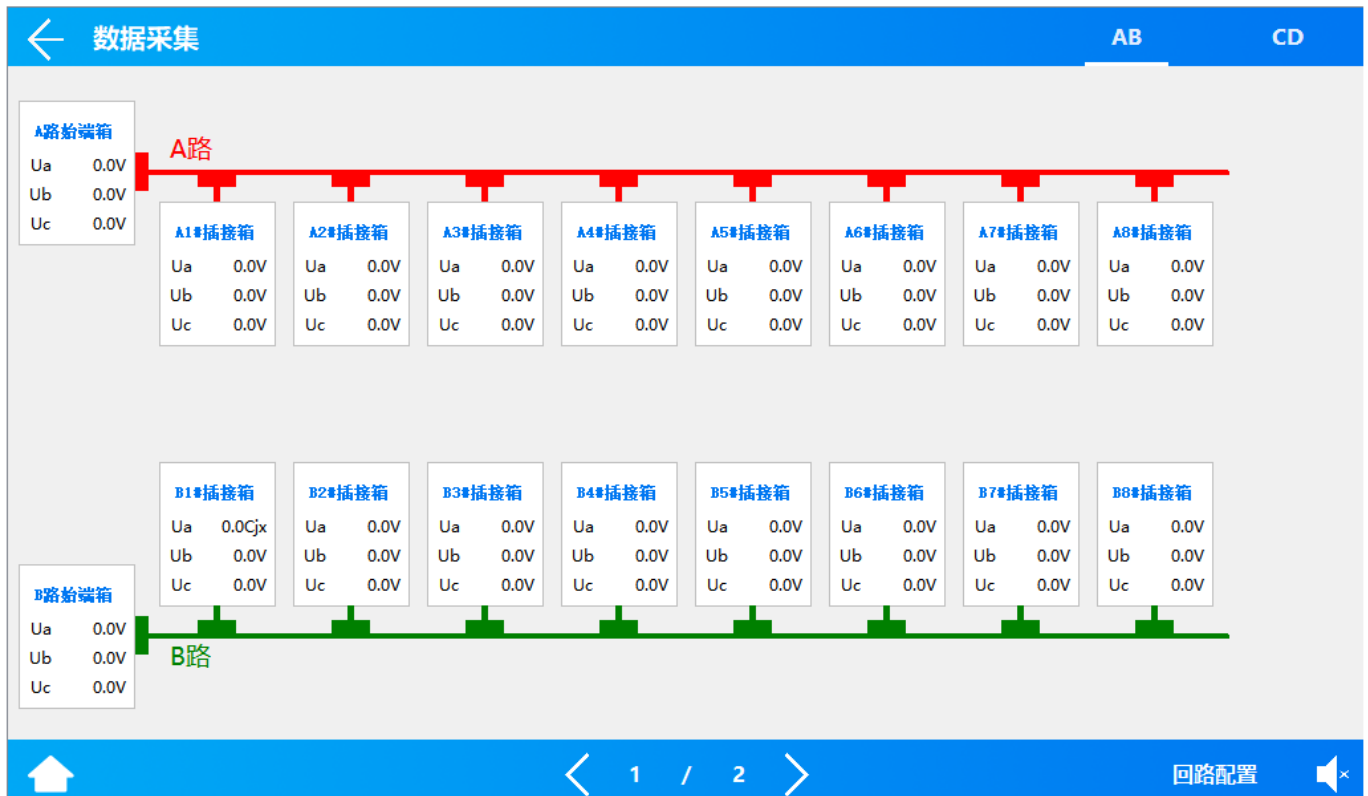 数据采集 AB CD
A路始端箱
Ua 0.0V
Ub 0.0V
Uc 0.0V
A路
A1#插接箱 A2#插接箱 A3#插接箱 A4#插接箱 A5#插接箱 A6#插接箱 A7#插接箱 A8#插接箱
Ua 0.0V Ua 0.0V Ua 0.0V Ua 0.0V Ua 0.0V Ua 0.0V Ua 0.0V Ua 0.0V
Ub 0.0V Ub 0.0V Ub 0.0V Ub 0.0V Ub 0.0V Ub 0.0V Ub 0.0V Ub 0.0V
Uc 0.0V Uc 0.0V Uc 0.0V Uc 0.0V Uc 0.0V Uc 0.0V Uc 0.0V Uc 0.0V
B1#插接箱 B2#插接箱 B3#插接箱 B4#插接箱 B5#插接箱 B6#插接箱 B7#插接箱 B8#插接箱
Ua 0.0Cjx Ua 0.0V Ua 0.0V Ua 0.0V Ua 0.0V Ua 0.0V Ua 0.0V Ua 0.0V
Ub 0.0V Ub 0.0V Ub 0.0V Ub 0.0V Ub 0.0V Ub 0.0V Ub 0.0V Ub 0.0V
Uc 0.0V Uc 0.0V Uc 0.0V Uc 0.0V Uc 0.0V Uc 0.0V Uc 0.0V Uc 0.0V
B路始端箱
Ua 0.0V
Ub 0.0V
Uc 0.0V
B路
1 / 2 回路配置